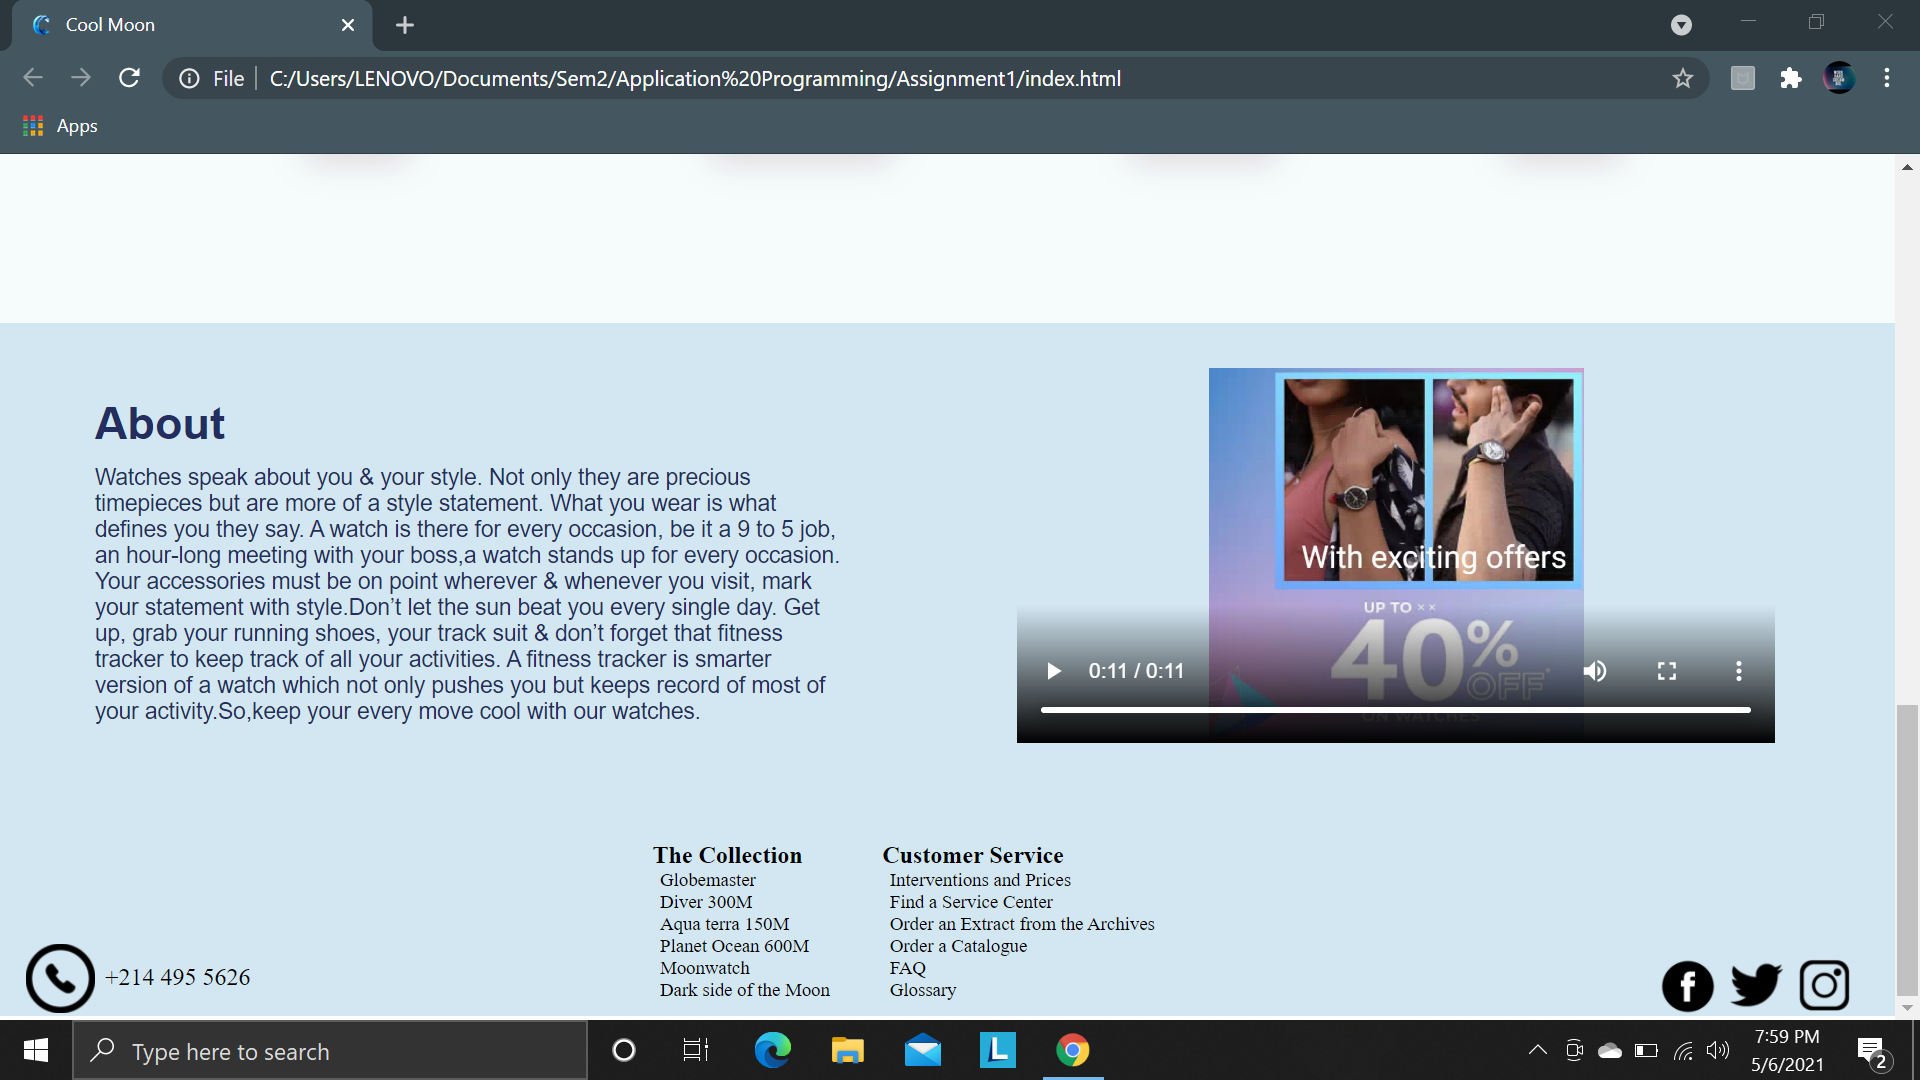 Cool Moon
File
C:/Users/LENOVO/Documents/Sem2/Application%20Programming/Assignment1/index.html
Apps
About
Watches speak about you & your style. Not only they are precious
timepieces but are more of a style statement. What you wear is what
defines you they say. A watch is there for every occasion, be it a 9 to 5 job,
an hour-long meeting with your boss,a watch stands up for every occasion.
Your accessories must be on point wherever & whenever you visit, mark
your statement with style.Don’t let the sun beat you every single day. Get
up, grab your running shoes, your track suit & don’t forget that fitness
tracker to keep track of all your activities. A fitness tracker is smarter
version of a watch which not only pushes you but keeps record of most of
your activity.So,keep your every move cool with our watches.
With exciting offers
UP TO ××
40%
OFF*
ON WATCHES
0:11 / 0:11
The Collection
Globemaster
Diver 300M
Aqua terra 150M
Planet Ocean 600M
Moonwatch
Dark side of the Moon
Customer Service
Interventions and Prices
Find a Service Center
Order an Extract from the Archives
Order a Catalogue
FAQ
Glossary
+214 495 5626
Type here to search
L
7:59 PM
5/6/2021
2